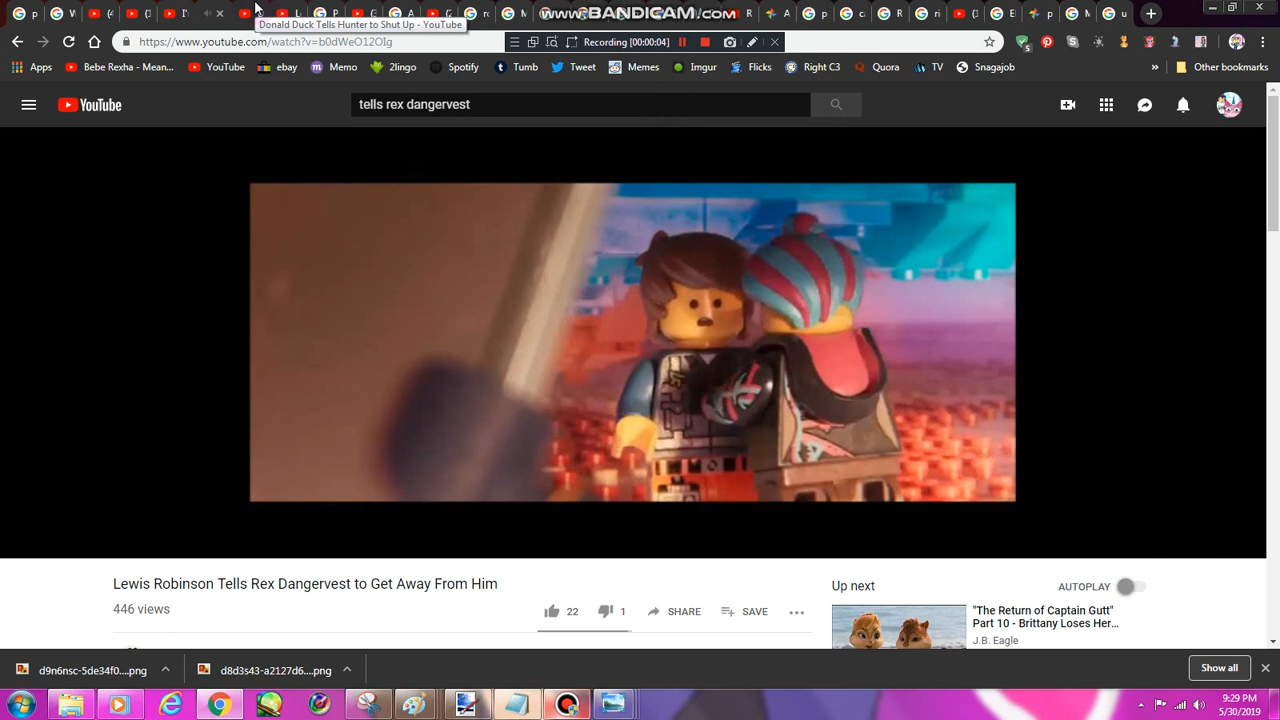 www.BANDICAM.com
Donald Duck Tells Hunter to Shut Up - YouTube
https://www.youtube.com/watch?v=b0dWeO12OIg
Recording [00:00:04]
Apps
Bebe Rexha - Mean...
YouTube
ebay
Memo
2lingo
Spotify
Tumb
Tweet
Memes
Imgur
Flicks
Right C3
Quora
TV
Snagajob
»
Other bookmarks
YouTube
tells rex dangervest
Lewis Robinson Tells Rex Dangervest to Get Away From Him
446 views
22
1
SHARE
SAVE
Up next
AUTOPLAY
"The Return of Captain Gutt"
Part 10 - Brittany Loses Her...
J.B. Eagle
d9n6nsc-5de34f0....png
d8d3s43-a2127d6....png
Show all
9:29 PM
5/30/2019